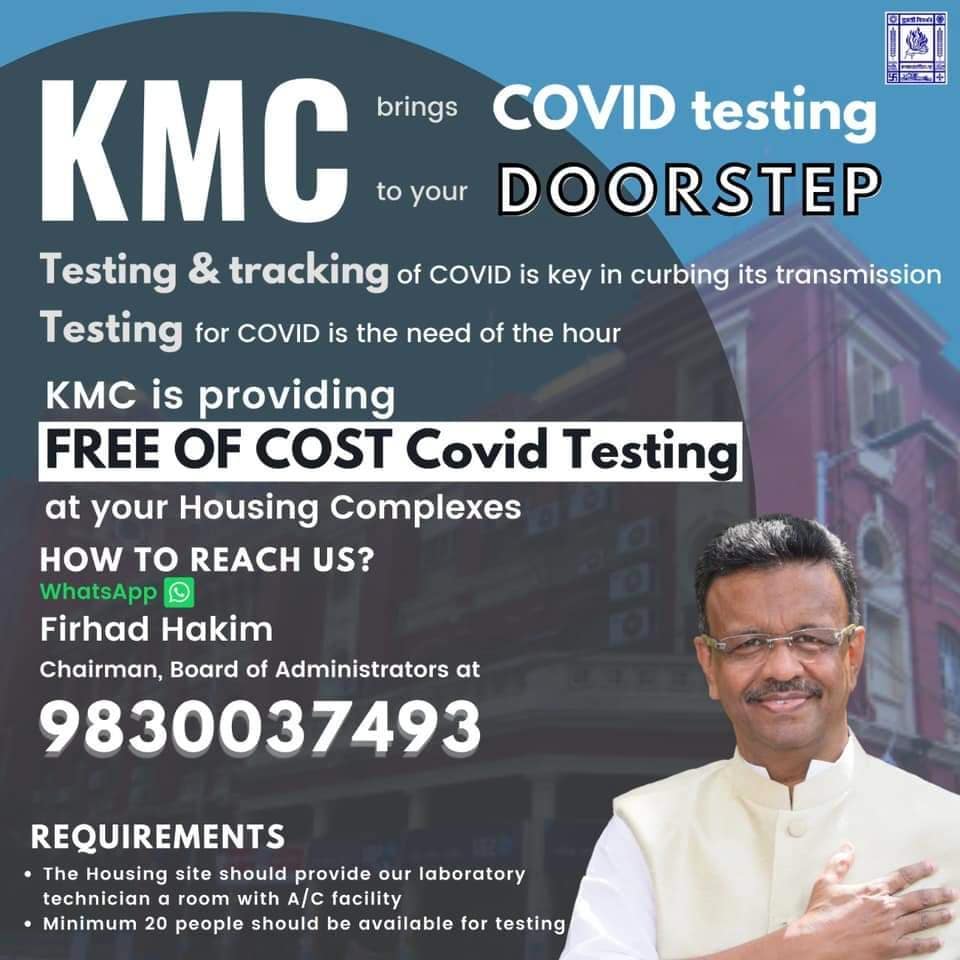 KMC brings COVID testing
to your DOORSTEP
Testing & tracking of COVID is key in curbing its transmission
Testing for COVID is the need of the hour
KMC is providing
FREE OF COST Covid Testing
at your Housing Complexes
HOW TO REACH US?
WhatsApp
Firhad Hakim
Chairman, Board of Administrators at
9830037493
REQUIREMENTS
• The Housing site should provide our laboratory
technician a room with A/C facility
• Minimum 20 people should be available for testing